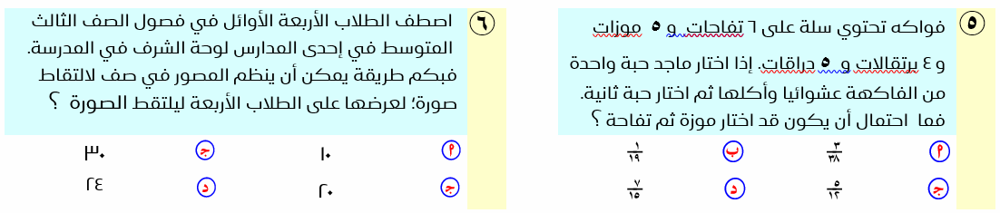 ٥
فواكه تحتوي سلة على ٦ تفاحات و ٥ موزات
و ٤ برتقالات و ٥ دراقات. إذا اختار ماجد حبة واحدة
من الفاكهة عشوائيا وأكلها ثم اختار حبة ثانية.
فما احتمال أن يكون قد اختار موزة ثم تفاحة ؟
م ٣/٣٨ ب ١/١٩
ج ٥/١٢ د ٧/١٥
٦
اصطف الطلاب الأربعة الأوائل في فصول الصف الثالث
المتوسط في إحدى المدارس لوحة الشرف في المدرسة.
فبكم طريقة يمكن أن ينظم المصور في صف لالتقاط
صورة؛ لعرضها على الطلاب الأربعة ليلتقط الصورة ؟
م ١٠ ج ٣٠
ج ٢٠ د ٢٤